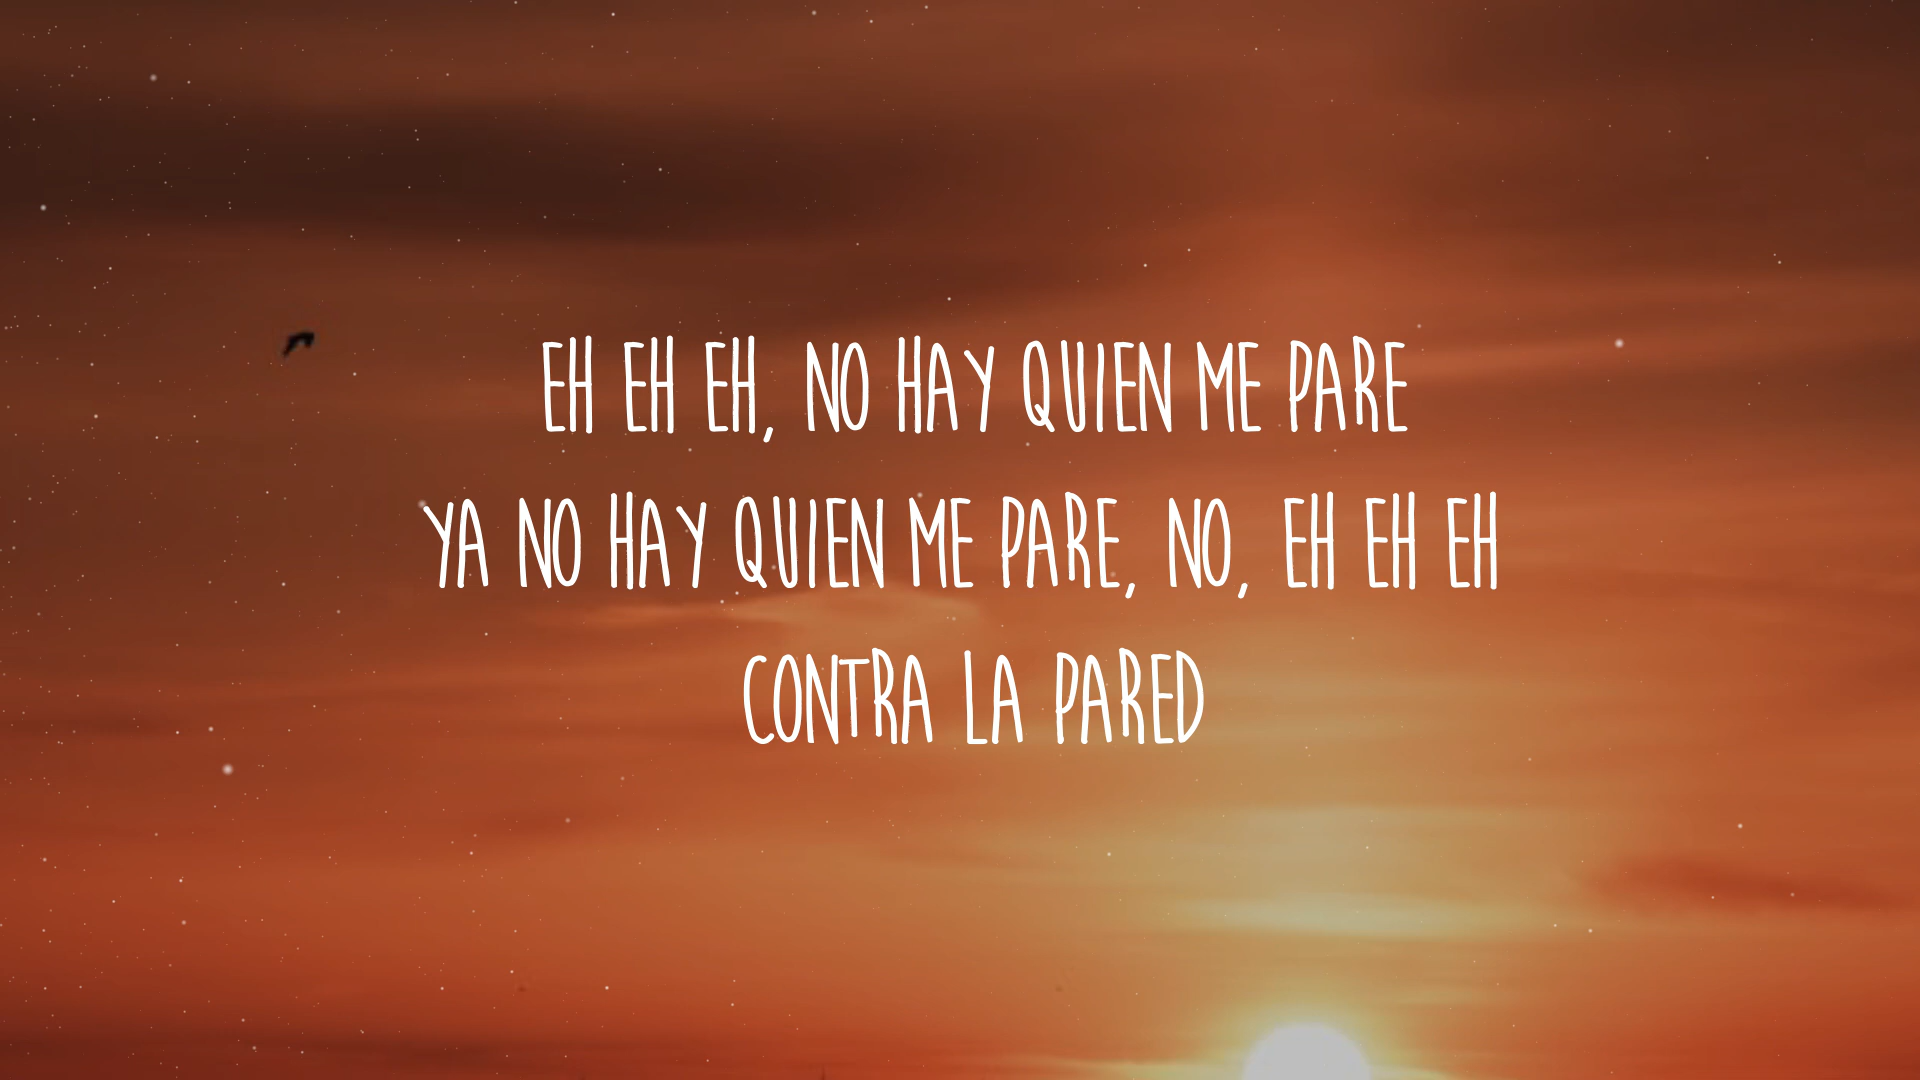 EH EH EH, NO HAY QUIEN ME PARE
YA NO HAY QUIEN ME PARE, NO, EH EH EH
CONTRA LA PARED